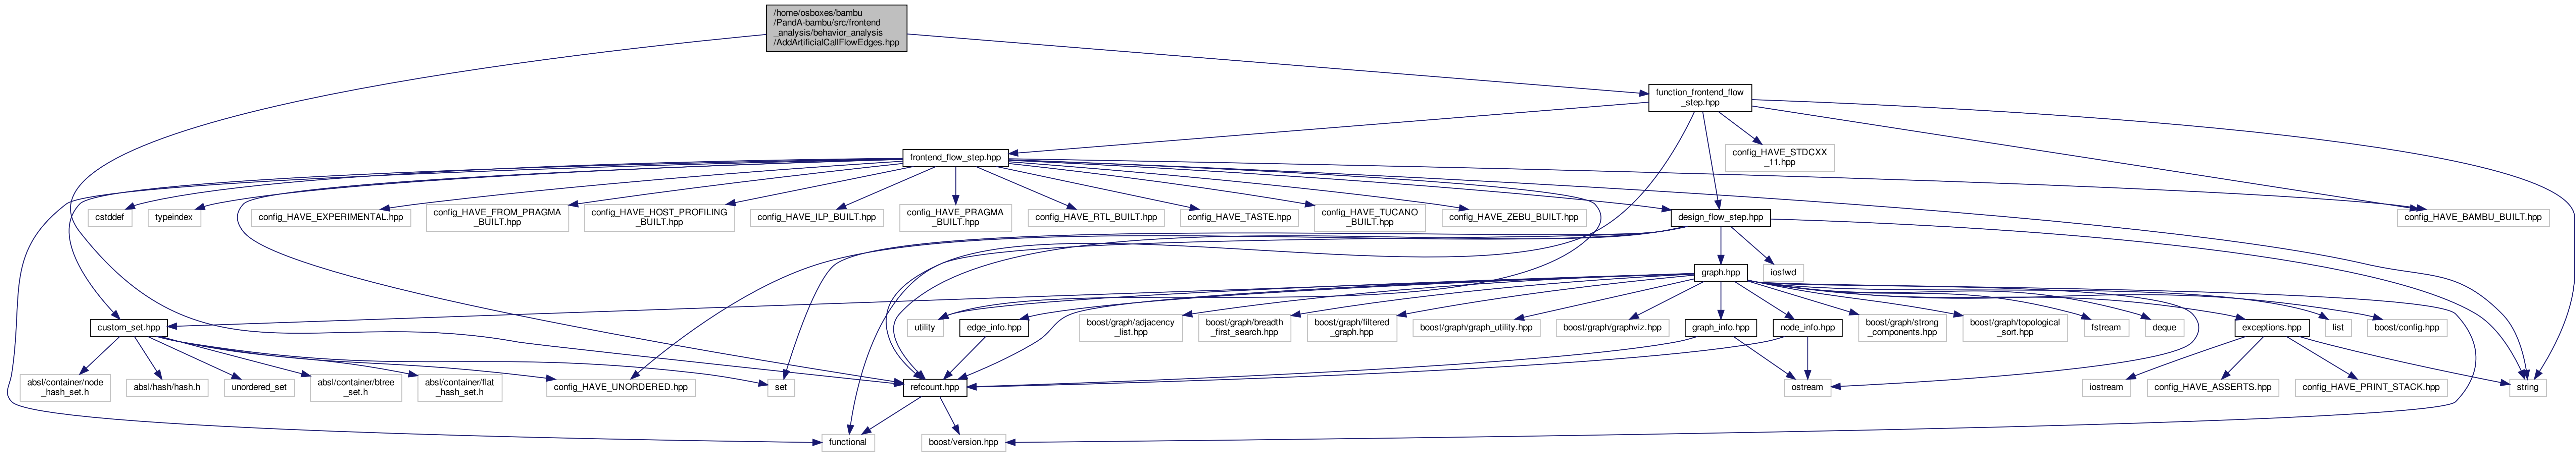 /home/osboxes/bambu
/PandA-bambu/src/frontend
_analysis/behavior_analysis
/AddArtificialCallFlowEdges.hpp
function_frontend_flow
_step.hpp
frontend_flow_step.hpp
config_HAVE_STDCXX
_11.hpp
cstddef
typeindex
config_HAVE_EXPERIMENTAL.hpp
config_HAVE_FROM_PRAGMA
_BUILT.hpp
config_HAVE_HOST_PROFILING
_BUILT.hpp
config_HAVE_ILP_BUILT.hpp
config_HAVE_PRAGMA
_BUILT.hpp
config_HAVE_RTL_BUILT.hpp
config_HAVE_TASTE.hpp
config_HAVE_TUCANO
_BUILT.hpp
config_HAVE_ZEBU_BUILT.hpp
design_flow_step.hpp
config_HAVE_BAMBU_BUILT.hpp
graph.hpp
iosfwd
custom_set.hpp
utility
edge_info.hpp
boost/graph/adjacency
_list.hpp
boost/graph/breadth
_first_search.hpp
boost/graph/filtered
_graph.hpp
boost/graph/graph_utility.hpp
boost/graph/graphviz.hpp
graph_info.hpp
node_info.hpp
boost/graph/strong
_components.hpp
boost/graph/topological
_sort.hpp
fstream
deque
exceptions.hpp
list
boost/config.hpp
absl/container/node
_hash_set.h
absl/hash/hash.h
unordered_set
absl/container/btree
_set.h
absl/container/flat
_hash_set.h
config_HAVE_UNORDERED.hpp
set
refcount.hpp
ostream
iostream
config_HAVE_ASSERTS.hpp
config_HAVE_PRINT_STACK.hpp
string
functional
boost/version.hpp